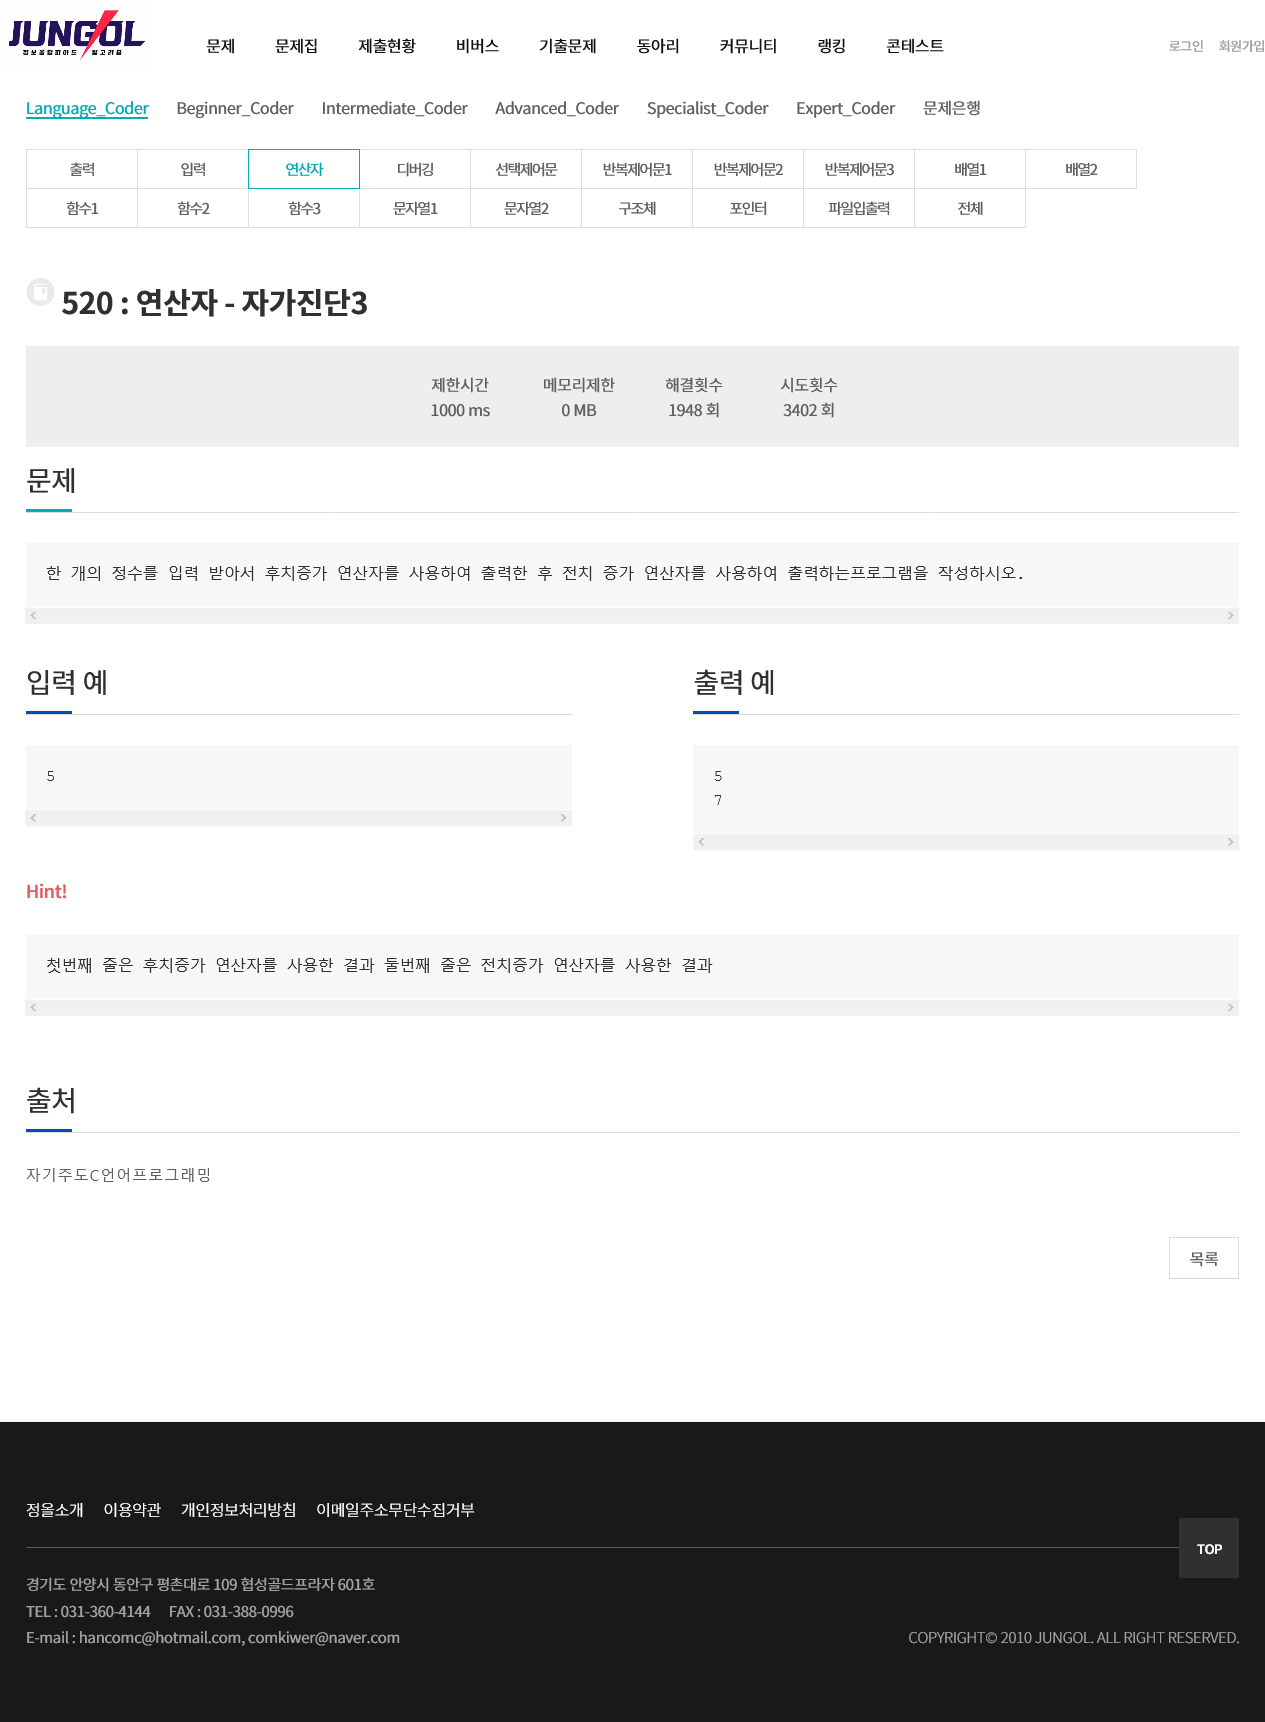 JUNGOL
정보올림피아드 알고리즘
문제 문제집 제출현황 비버스 기출문제 동아리 커뮤니티 랭킹 콘테스트 로그인 회원가입
Language_Coder Beginner_Coder Intermediate_Coder Advanced_Coder Specialist_Coder Expert_Coder 문제은행
출력 입력 연산자 디버깅 선택제어문 반복제어문1 반복제어문2 반복제어문3 배열1 배열2
함수1 함수2 함수3 문자열1 문자열2 구조체 포인터 파일입출력 전체
520 : 연산자 - 자가진단3
제한시간 메모리제한 해결횟수 시도횟수
1000 ms 0 MB 1948 회 3402 회
문제
한 개의 정수를 입력 받아서 후치증가 연산자를 사용하여 출력한 후 전치 증가 연산자를 사용하여 출력하는프로그램을 작성하시오.
입력 예
5
출력 예
5
7
Hint!
첫번째 줄은 후치증가 연산자를 사용한 결과 둘번째 줄은 전치증가 연산자를 사용한 결과
출처
자기주도C언어프로그래밍
목록
정올소개 이용약관 개인정보처리방침 이메일주소무단수집거부
TOP
경기도 안양시 동안구 평촌대로 109 협성골드프라자 601호
TEL : 031-360-4144 FAX : 031-388-0996
E-mail : hancomc@hotmail.com, comkiwer@naver.com
COPYRIGHT© 2010 JUNGOL. ALL RIGHT RESERVED.